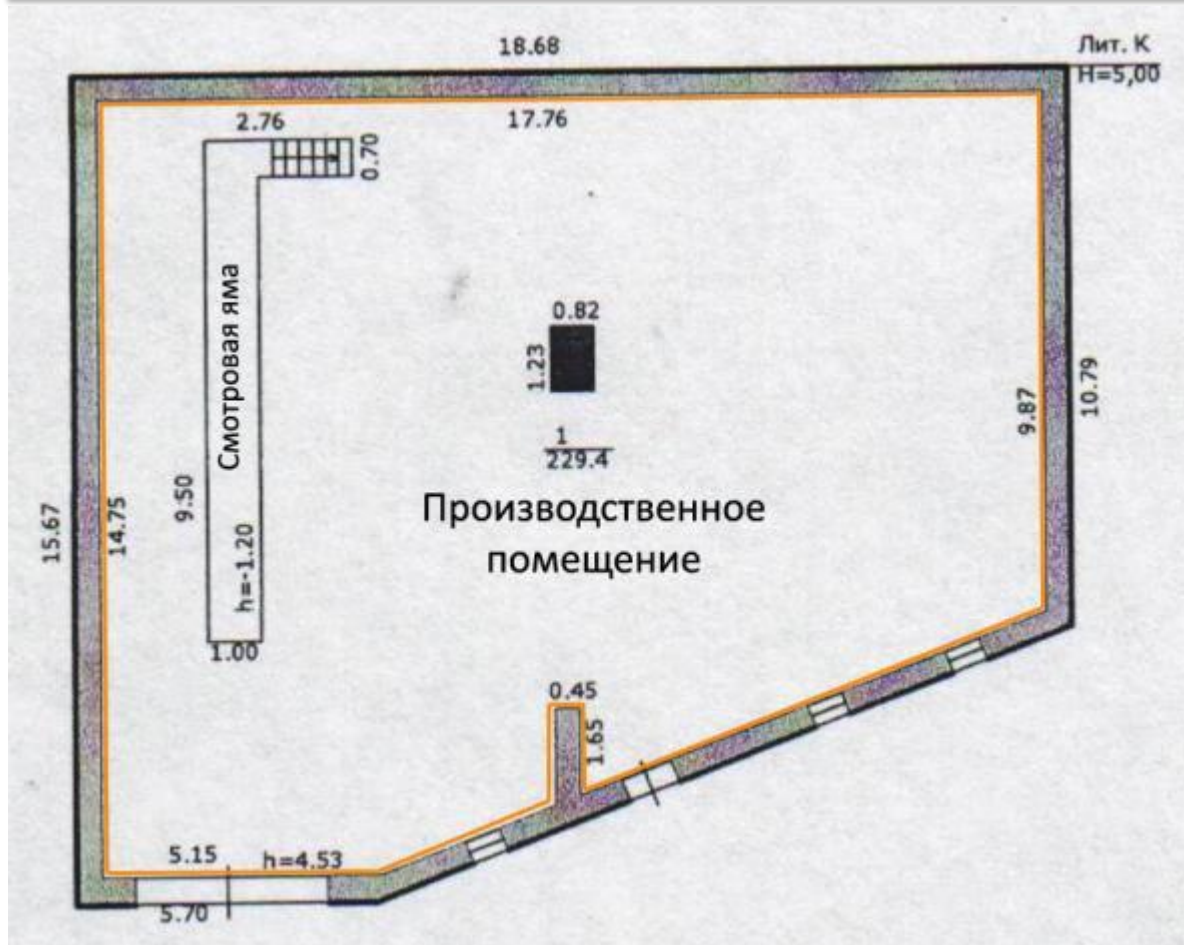 18.68
Лит. К
H=5,00
2.76
17.76
0.70
Смотровая яма
0.82
1.23
10.79
9.87
1
229.4
9.50
Производственное
помещение
15.67
14.75
h=-1.20
1.00
0.45
1.65
5.15
h=4.53
5.70